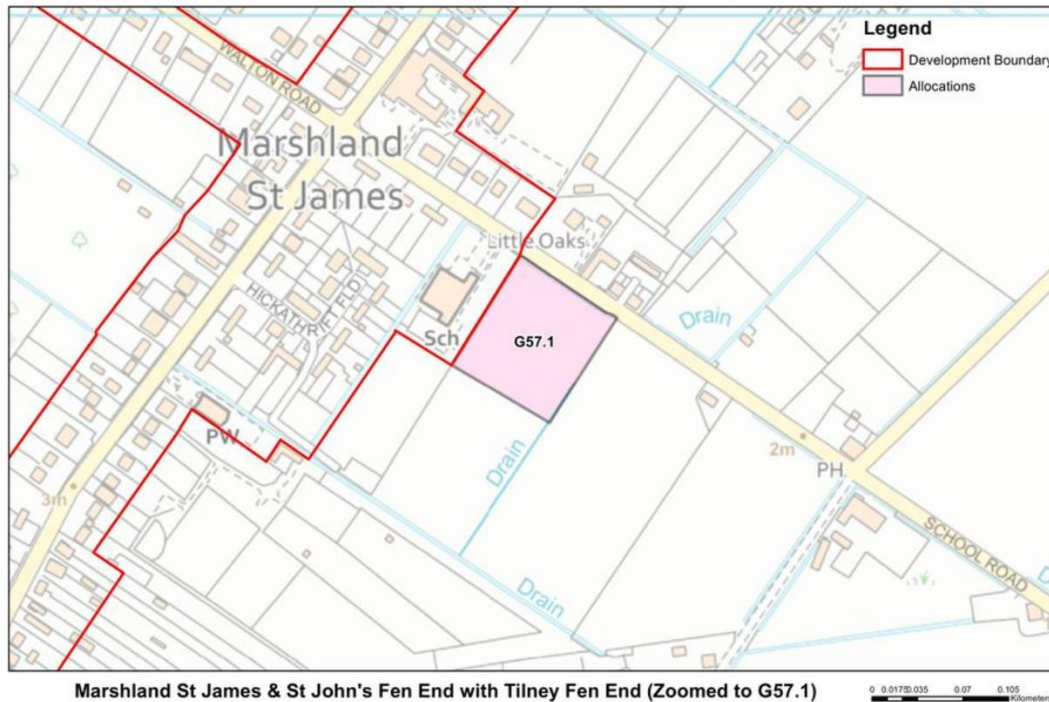 Legend
Development Boundary
Allocations
WALTON ROAD
Marshland
St James
Little Oaks
HICKATHRIFT FLD
Sch
G57.1
Drain
PW
Drain
2m
PH
3m
SCHOOL ROAD
Drain
D
Marshland St James & St John's Fen End with Tilney Fen End (Zoomed to G57.1)
0 0.01750.035 0.07 0.105
Kilometers